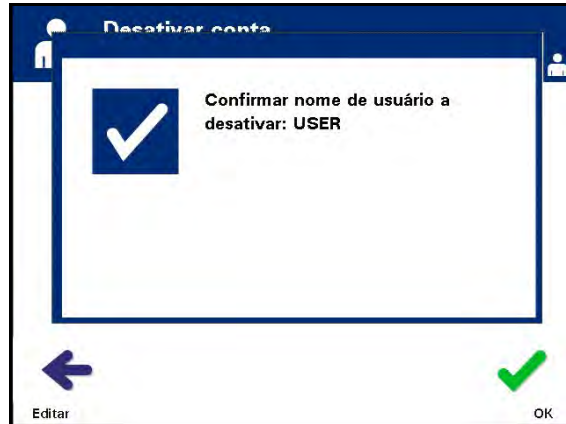 Desativar conta
Confirmar nome de usuário a
desativar: USER
Editar
OK